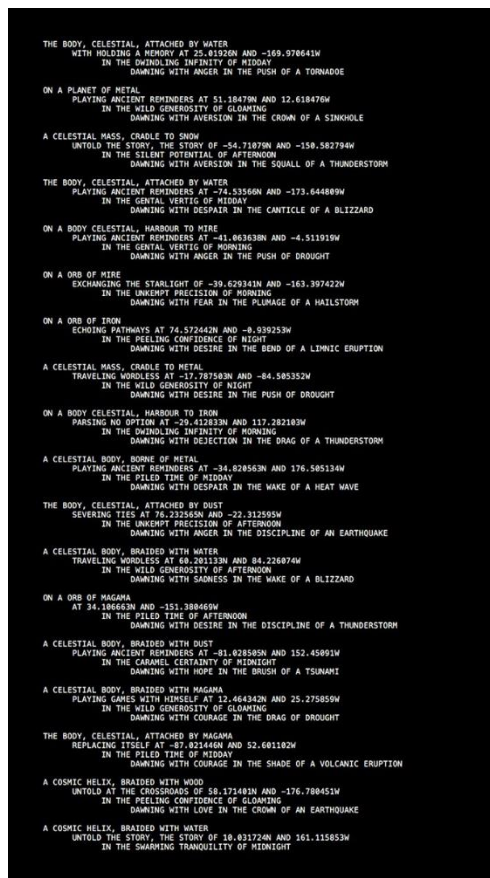 THE BODY, CELESTIAL, ATTACHED BY WATER
WITH HOLDING A MEMORY AT 25.01926N AND -169.970641W
IN THE DWINDLING INFINITY OF MIDDAY
DAWNING WITH ANGER IN THE PUSH OF A TORNADOE
ON A PLANET OF METAL
PLAYING ANCIENT REMINDERS AT 51.18479N AND 12.618476W
IN THE WILD GENEROSITY OF GLOAMING
DAWNING WITH AVERSION IN THE CROWN OF A SINKHOLE
A CELESTIAL MASS, CRADLE TO SNOW
UNTOLD THE STORY, THE STORY OF -54.71079N AND -150.582794W
IN THE SILENT POTENTIAL OF AFTERNOON
DAWNING WITH AVERSION IN THE SQUALL OF A THUNDERSTORM
THE BODY, CELESTIAL, ATTACHED BY WATER
PLAYING ANCIENT REMINDERS AT -74.53566N AND -173.644809W
IN THE GENTAL VERTIG OF MIDDAY
DAWNING WITH DESPAIR IN THE CANTICLE OF A BLIZZARD
ON A BODY CELESTIAL, HARBOUR TO MIRE
PLAYING ANCIENT REMINDERS AT -41.063638N AND -4.511919W
IN THE GENTAL VERTIG OF MORNING
DAWNING WITH ANGER IN THE PUSH OF DROUGHT
ON A ORB OF MIRE
EXCHANGING THE STARLIGHT OF -39.629341N AND -163.397422W
IN THE UNKEMPT PRECISION OF MORNING
DAWNING WITH FEAR IN THE PLUMAGE OF A HAILSTORM
ON A ORB OF IRON
ECHOING PATHWAYS AT 74.572442N AND -0.939253W
IN THE PEELING CONFIDENCE OF NIGHT
DAWNING WITH DESIRE IN THE BEND OF A LIMNIC ERUPTION
A CELESTIAL MASS, CRADLE TO METAL
TRAVELING WORDLESS AT -17.787503N AND -84.505352W
IN THE WILD GENEROSITY OF NIGHT
DAWNING WITH DESIRE IN THE PUSH OF DROUGHT
ON A BODY CELESTIAL, HARBOUR TO IRON
PARSING NO OPTION AT -29.412833N AND 117.282103W
IN THE DWINDLING INFINITY OF MORNING
DAWNING WITH DEJECTION IN THE DRAG OF A THUNDERSTORM
A CELESTIAL BODY, BORNE OF METAL
PLAYING ANCIENT REMINDERS AT -34.820563N AND 176.505134W
IN THE PILED TIME OF MIDDAY
DAWNING WITH DESPAIR IN THE WAKE OF A HEAT WAVE
THE BODY, CELESTIAL, ATTACHED BY DUST
SEVERING TIES AT 76.232565N AND -22.312595W
IN THE UNKEMPT PRECISION OF AFTERNOON
DAWNING WITH ANGER IN THE DISCIPLINE OF AN EARTHQUAKE
A CELESTIAL BODY, BRAIDED WITH WATER
TRAVELING WORDLESS AT 60.201133N AND 84.226074W
IN THE WILD GENEROSITY OF AFTERNOON
DAWNING WITH SADNESS IN THE WAKE OF A BLIZZARD
ON A ORB OF MAGAMA
AT 34.106663N AND -151.380469W
IN THE PILED TIME OF AFTERNOON
DAWNING WITH DESIRE IN THE DISCIPLINE OF A THUNDERSTORM
A CELESTIAL BODY, BRAIDED WITH DUST
PLAYING ANCIENT REMINDERS AT -81.028505N AND 152.45091W
IN THE CARAMEL CERTAINTY OF MIDNIGHT
DAWNING WITH HOPE IN THE BRUSH OF A TSUNAMI
A CELESTIAL BODY, BRAIDED WITH MAGAMA
PLAYING GAMES WITH HIMSELF AT 12.464342N AND 25.275859W
IN THE WILD GENEROSITY OF GLOAMING
DAWNING WITH COURAGE IN THE DRAG OF DROUGHT
THE BODY, CELESTIAL, ATTACHED BY MAGAMA
REPLACING ITSELF AT -87.021446N AND 52.601102W
IN THE PILED TIME OF MIDDAY
DAWNING WITH COURAGE IN THE SHADE OF A VOLCANIC ERUPTION
A COSMIC HELIX, BRAIDED WITH WOOD
UNTOLD AT THE CROSSROADS OF 58.171401N AND -176.780451W
IN THE PEELING CONFIDENCE OF GLOAMING
DAWNING WITH LOVE IN THE CROWN OF AN EARTHQUAKE
A COSMIC HELIX, BRAIDED WITH WATER
UNTOLD THE STORY, THE STORY OF 10.031724N AND 161.115853W
IN THE SWARMING TRANQUILITY OF MIDNIGHT